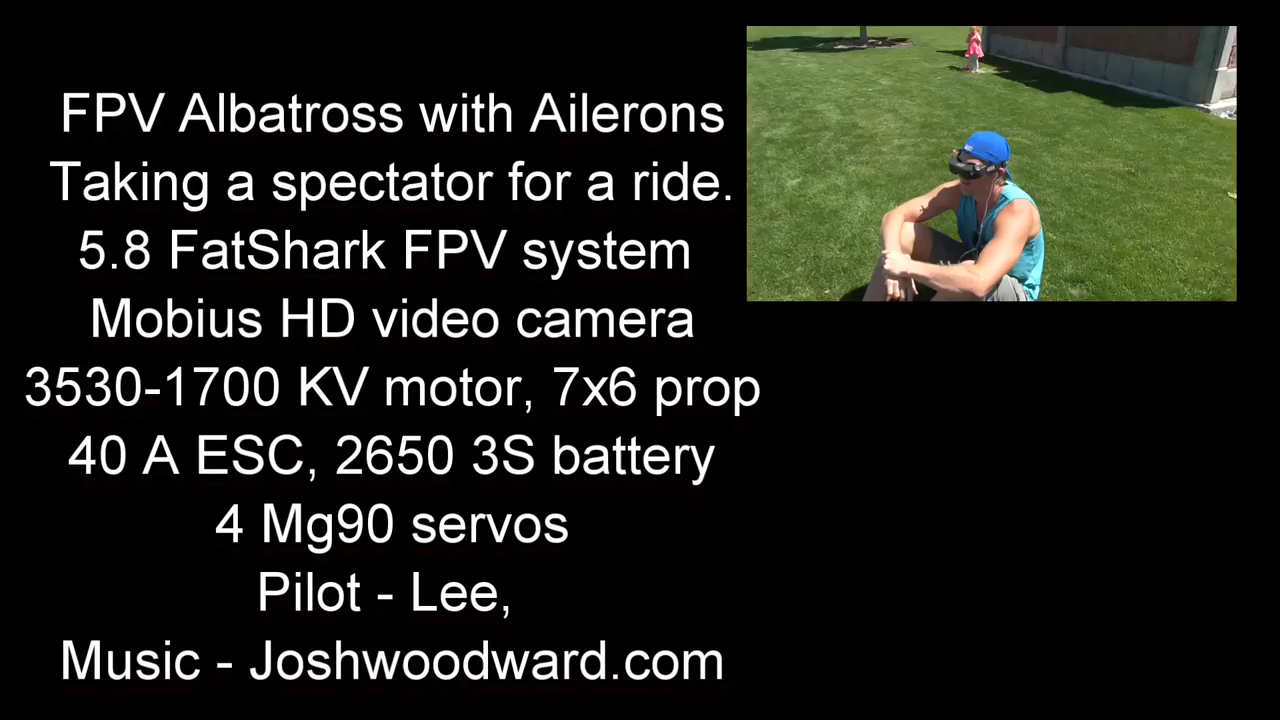 FPV Albatross with Ailerons
Taking a spectator for a ride.
5.8 FatShark FPV system
Mobius HD video camera
3530-1700 KV motor, 7x6 prop
40 A ESC, 2650 3S battery
4 Mg90 servos
Pilot - Lee,
Music - Joshwoodward.com